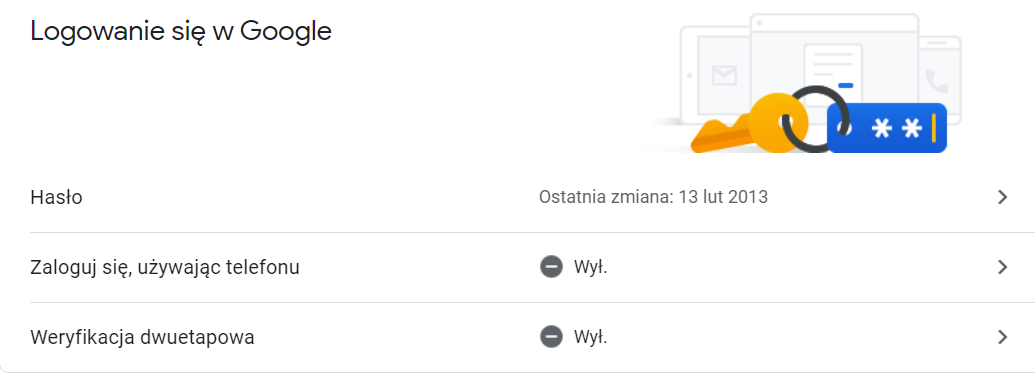 Logowanie się w Google
Hasło
Ostatnia zmiana: 13 lut 2013
Zaloguj się, używając telefonu
Wył.
Weryfikacja dwuetapowa
Wył.